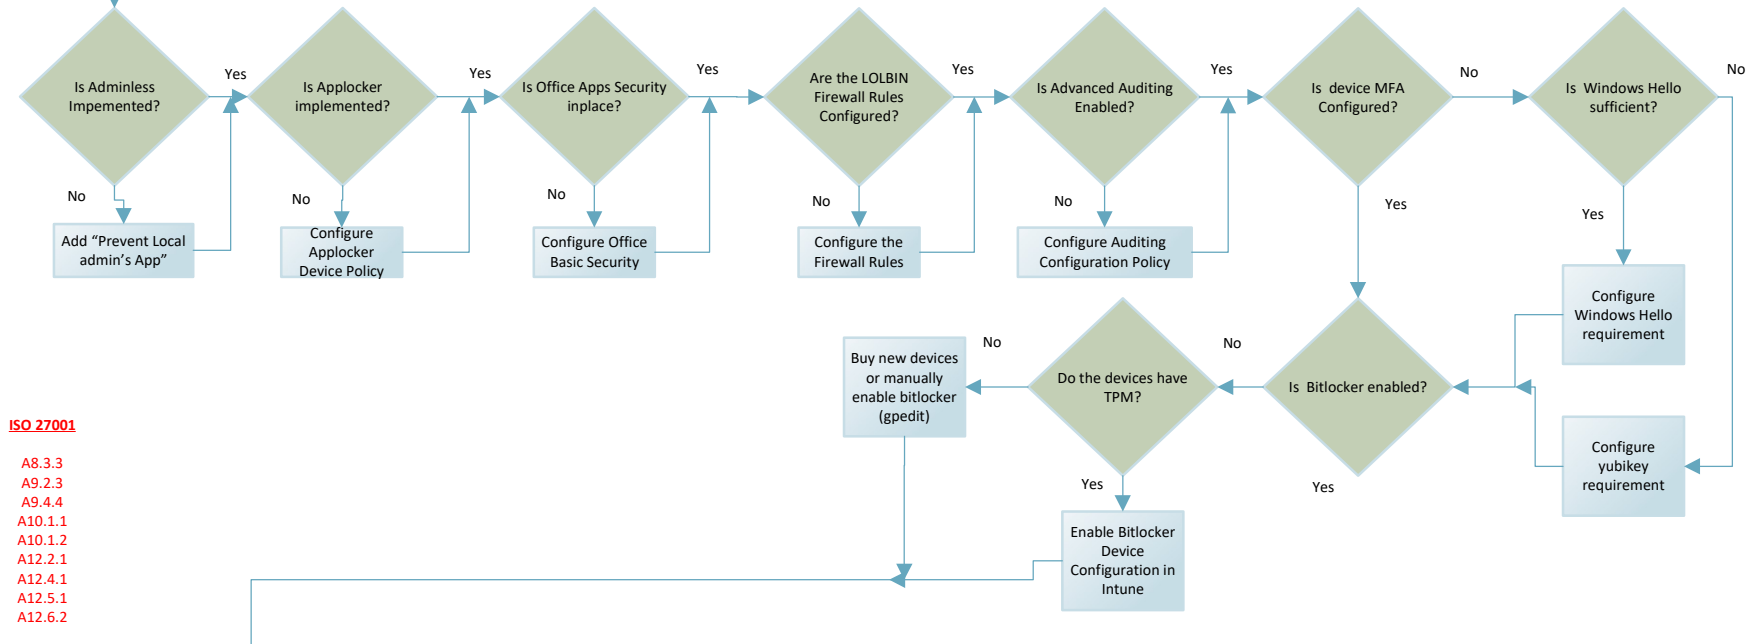 Is Adminless
Impemented?
Yes
No
Add “Prevent Local
admin’s App”
Is Applocker
implemented?
Yes
No
Configure
Applocker
Device Policy
Is Office Apps Security
inplace?
Yes
No
Configure Office
Basic Security
Are the LOLBIN
Firewall Rules
Configured?
Yes
No
Configure the
Firewall Rules
Is Advanced Auditing
Enabled?
Yes
No
Configure Auditing
Configuration Policy
Is  device MFA
Configured?
No
Yes
Is  Windows Hello
sufficient?
No
Yes
Configure
Windows Hello
requirement
Configure
yubikey
requirement
Is  Bitlocker enabled?
No
Yes
Do the devices have
TPM?
No
Yes
Buy new devices
or manually
enable bitlocker
(gpedit)
Enable Bitlocker
Device
Configuration in
Intune
ISO 27001
A8.3.3
A9.2.3
A9.4.4
A10.1.1
A10.1.2
A12.2.1
A12.4.1
A12.5.1
A12.6.2